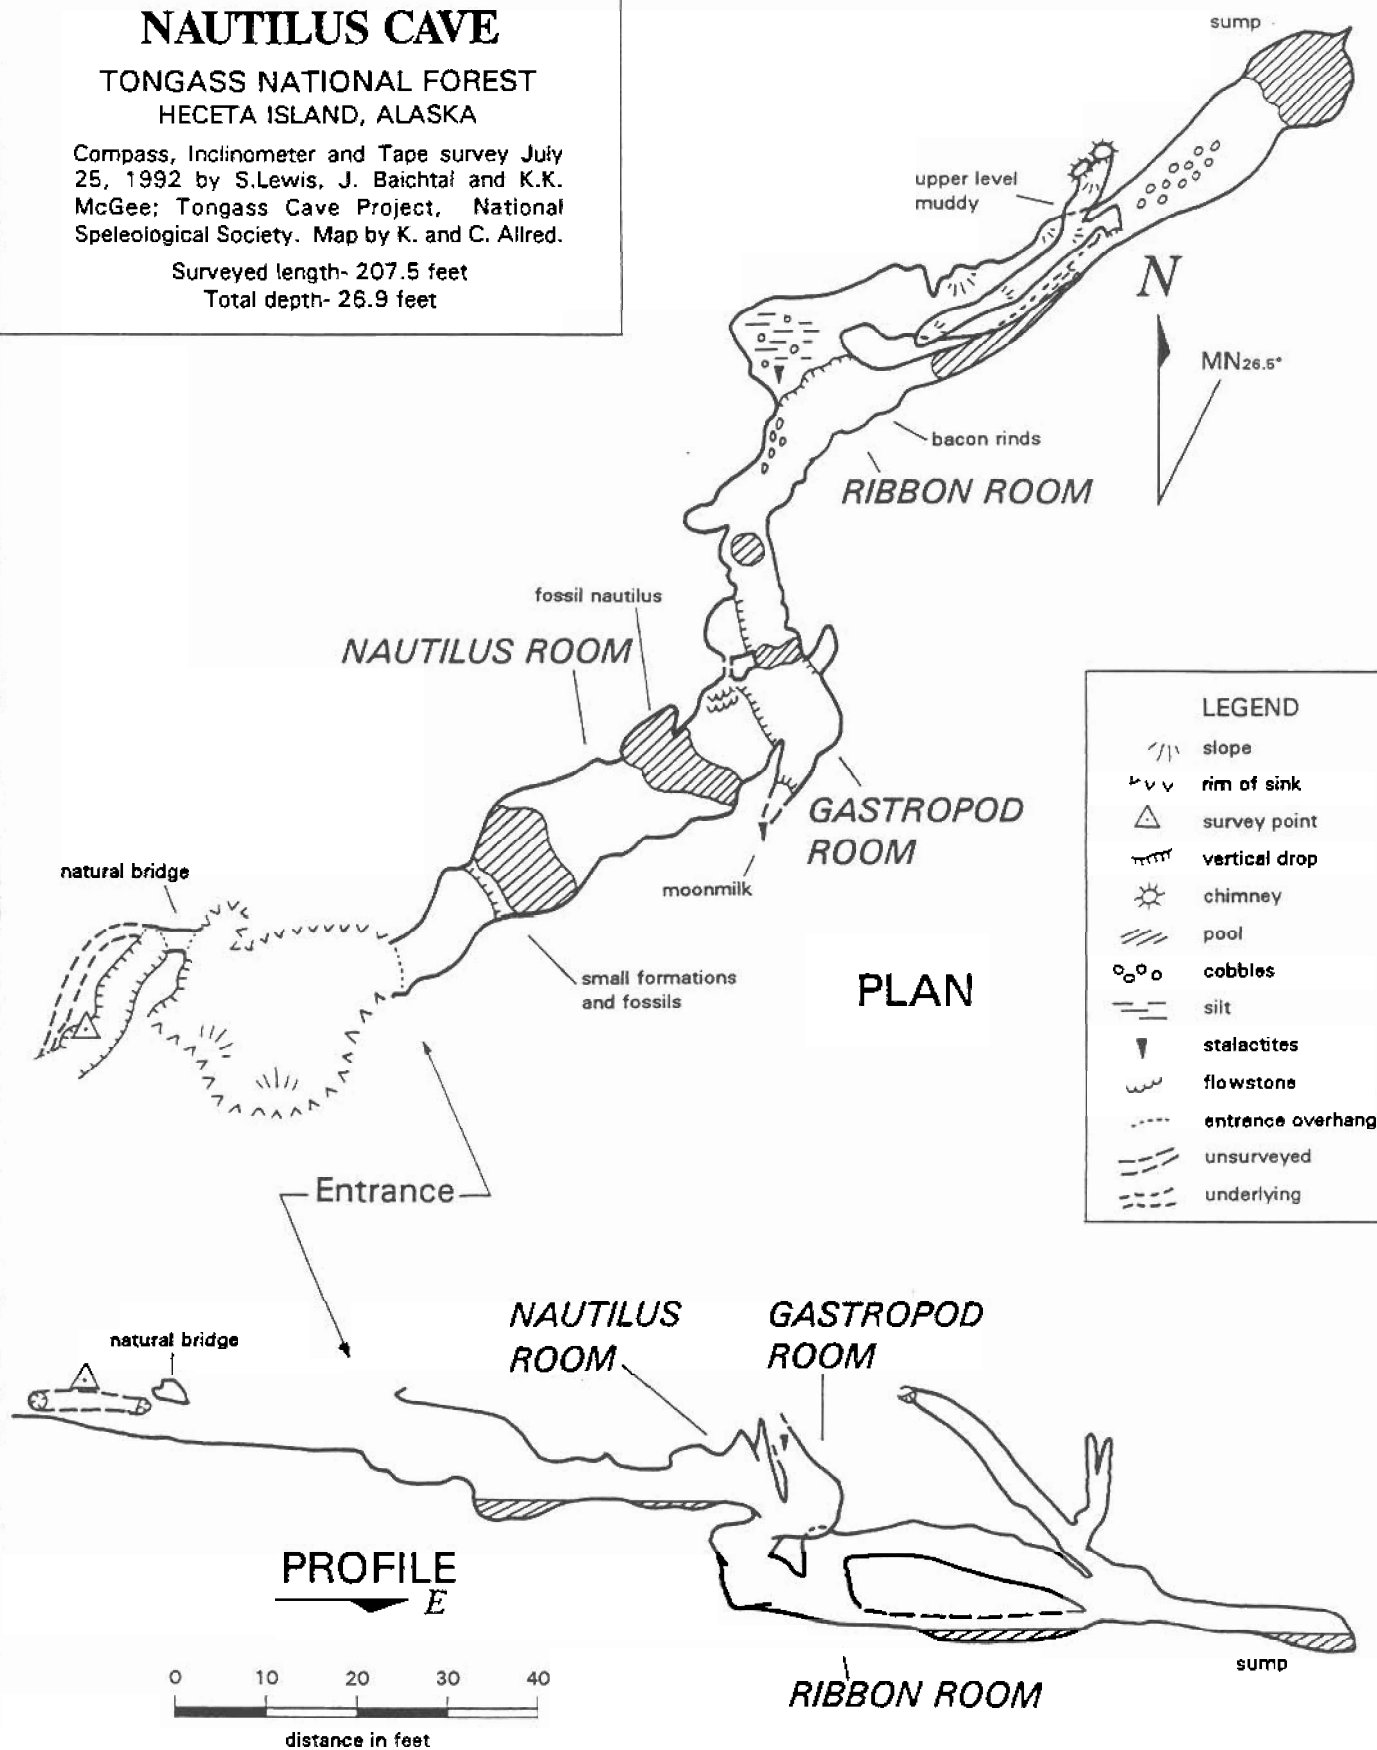 NAUTILUS CAVE
TONGASS NATIONAL FOREST
HECETA ISLAND, ALASKA
Compass, Inclinometer and Tape survey July
25, 1992 by S.Lewis, J. Baichtal and K.K.
McGee; Tongass Cave Project, National
Speleological Society. Map by K. and C. Allred.
Surveyed length- 207.5 feet
Total depth- 26.9 feet
sump
upper level
muddy
N
MN26.5°
bacon rinds
RIBBON ROOM
fossil nautilus
NAUTILUS ROOM
GASTROPOD
ROOM
moonmilk
natural bridge
small formations
and fossils
PLAN
LEGEND
slope
rim of sink
survey point
vertical drop
chimney
pool
cobbles
silt
stalactites
flowstone
entrance overhang
unsurveyed
underlying
Entrance
NAUTILUS
ROOM
GASTROPOD
ROOM
natural bridge
PROFILE
E
sump
RIBBON ROOM
0 10 20 30 40
distance in feet